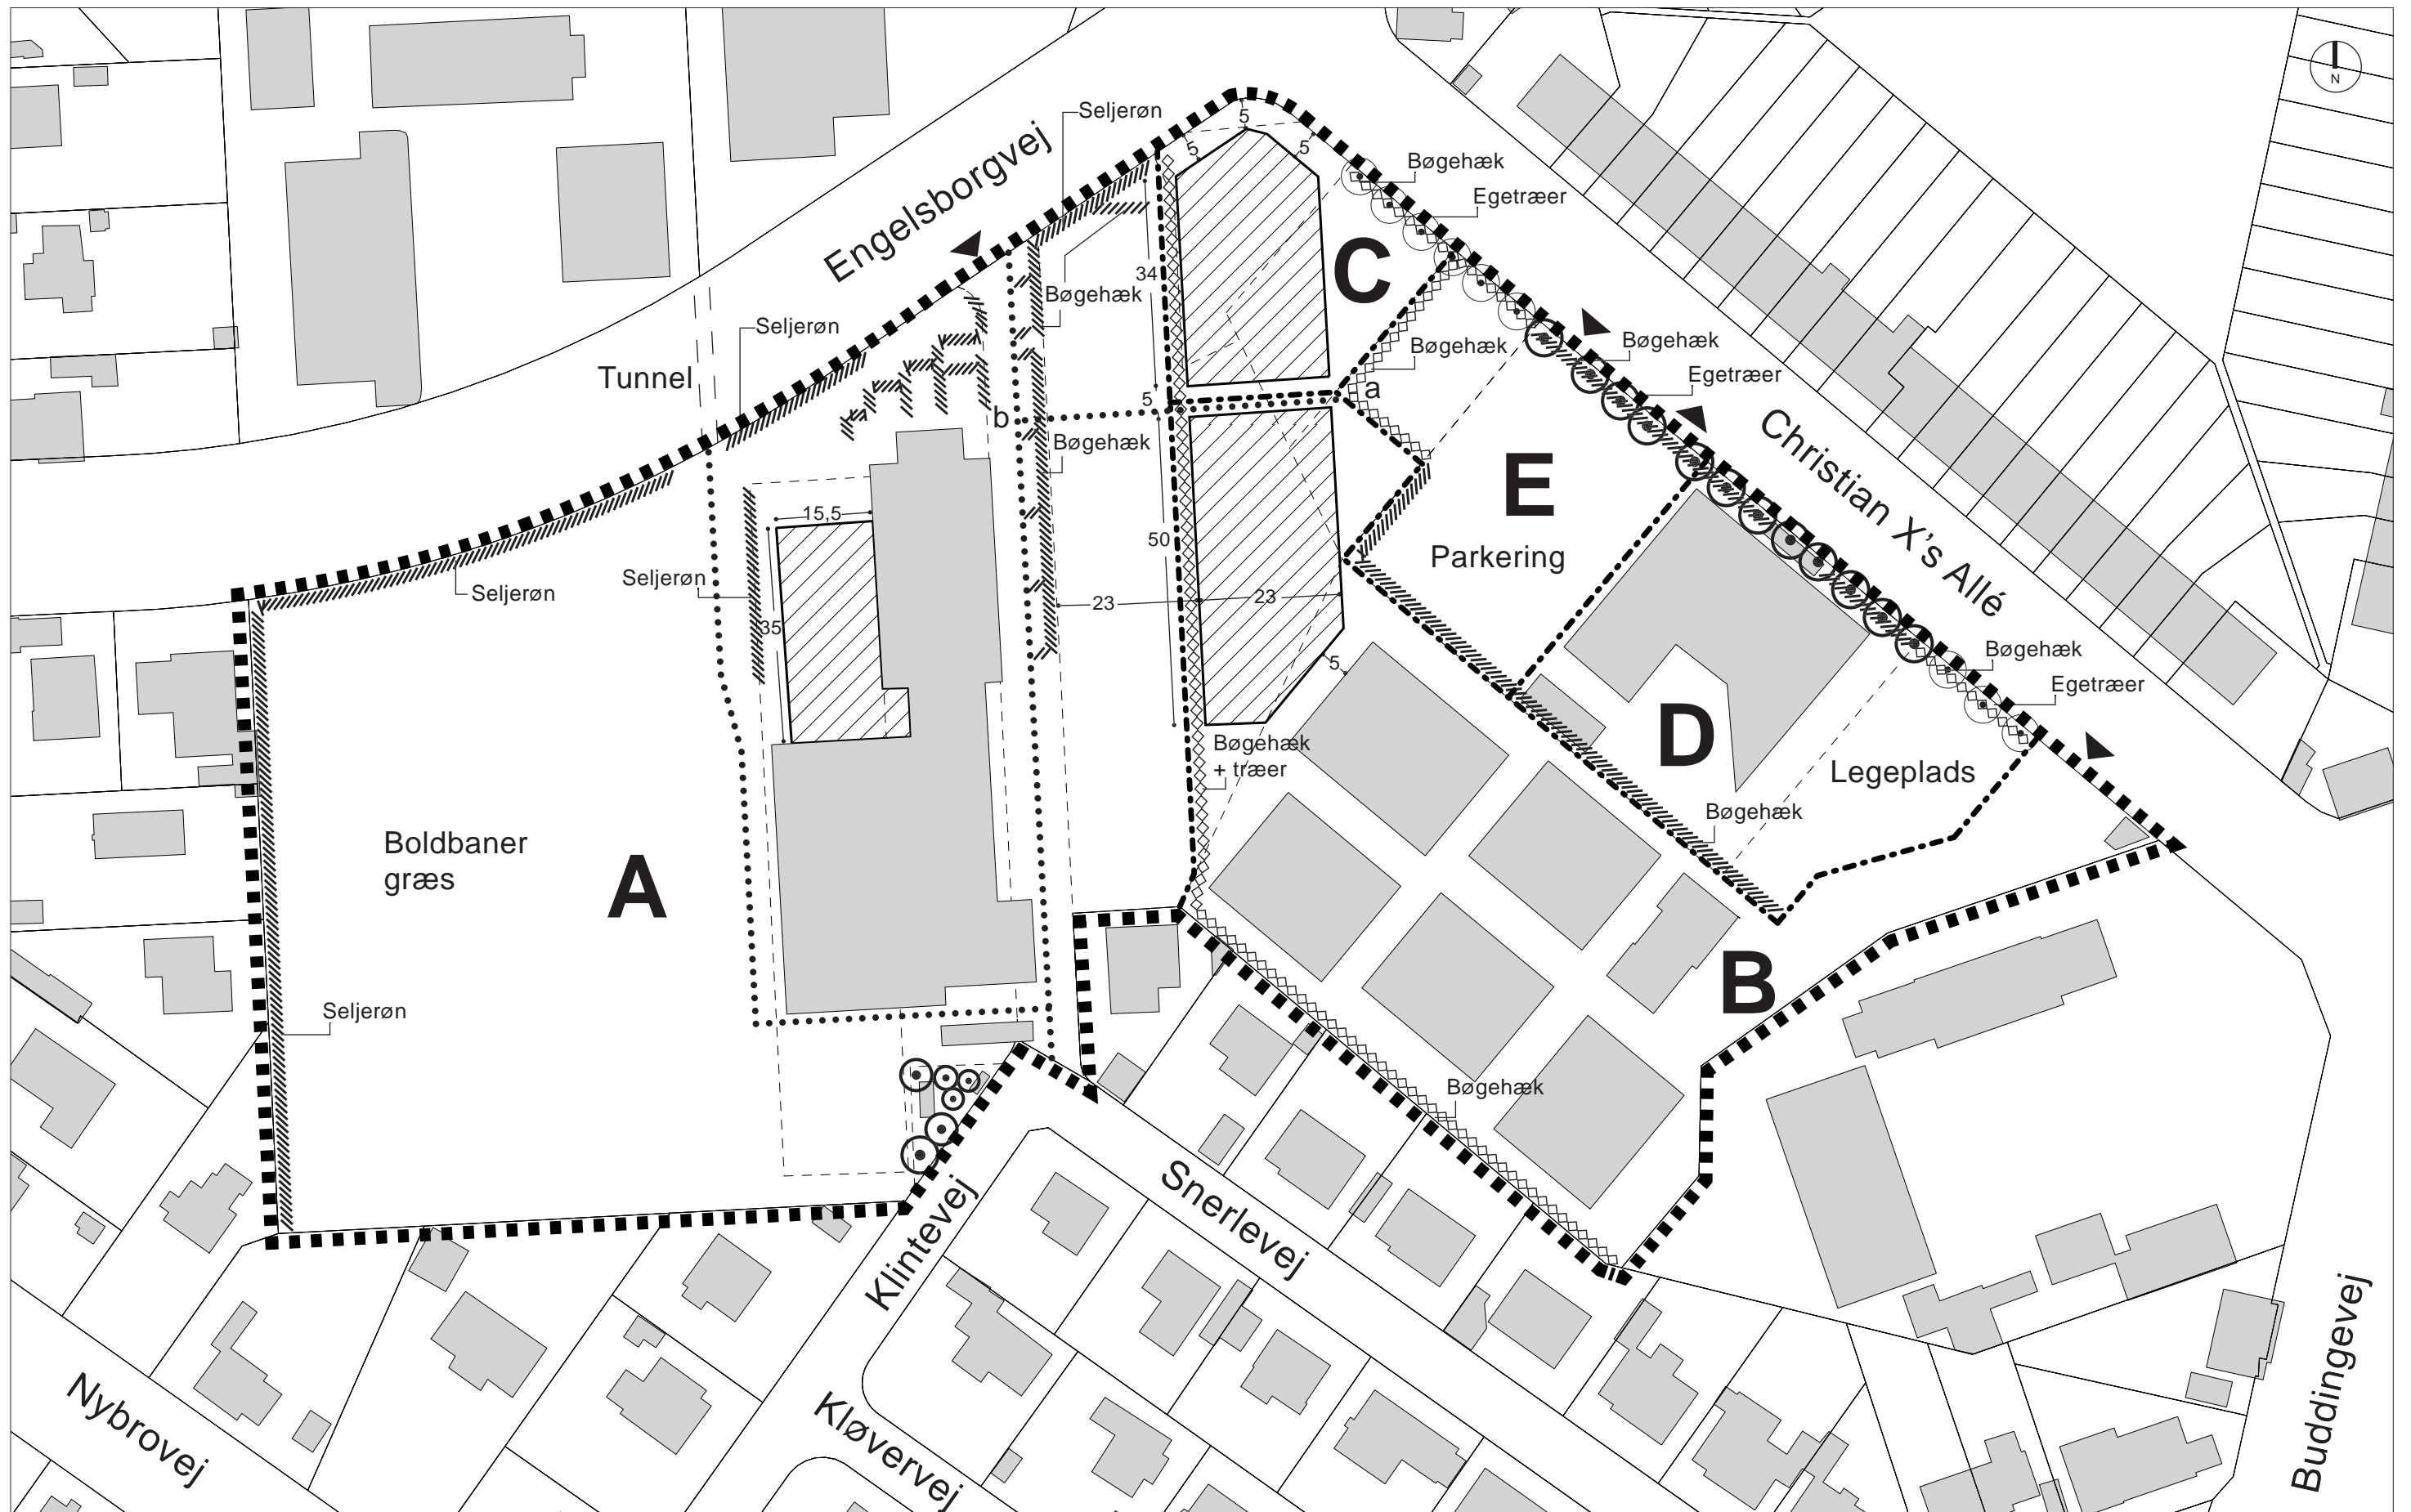 N
Seljerøn
5
5
5
Engelsborgvej
Bøgehæk
Egetræer
C
34
Bøgehæk
Seljerøn
Bøgehæk
Bøgehæk
Tunnel
Egetræer
a
5
b
Bøgehæk
Christian X's Allé
E
15,5
50
Parkering
Seljerøn
Seljerøn
23
23
35
Bøgehæk
5
Egetræer
D
Bøgehæk
+ træer
Legeplads
Bøgehæk
Boldbaner
græs
A
B
Seljerøn
Bøgehæk
Snerlevej
Klintevej
Buddingevej
Nybrovej
Kløvervej